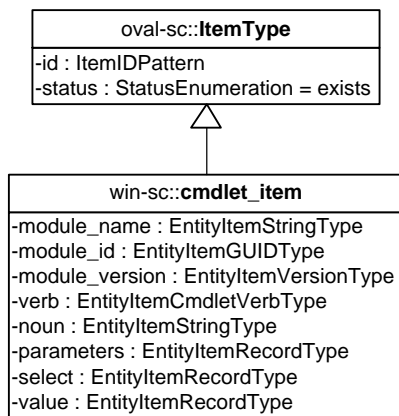 oval-sc::ItemType
-id : ItemIDPattern
-status : StatusEnumeration = exists
win-sc::cmdlet_item
-module_name : EntityItemStringType
-module_id : EntityItemGUIDType
-module_version : EntityItemVersionType
-verb : EntityItemCmdletVerbType
-noun : EntityItemStringType
-parameters : EntityItemRecordType
-select : EntityItemRecordType
-value : EntityItemRecordType